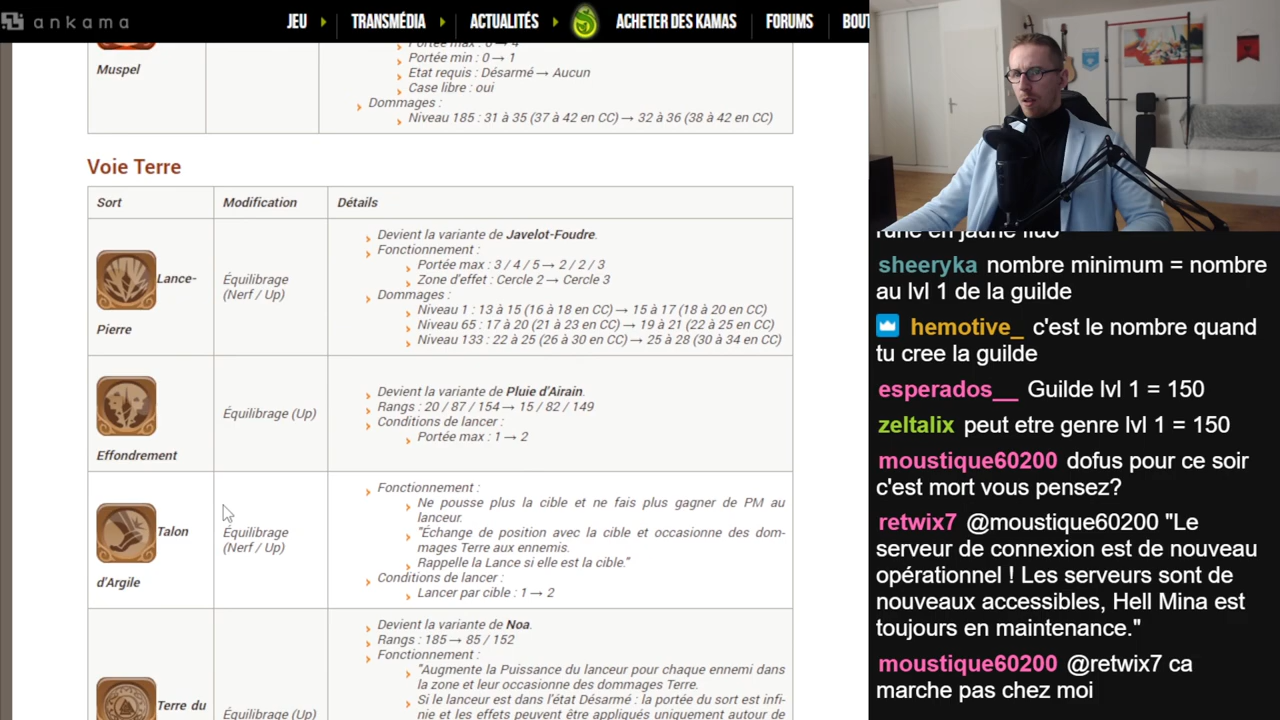 ankama
JEU
TRANSMÉDIA
ACTUALITÉS
ACHETER DES KAMAS
FORUMS
BOUT
Muspel
Portée max : 0 → 4
Portée min : 0 → 1
Etat requis : Désarmé → Aucun
Case libre : oui
Dommages :
Niveau 185 : 31 à 35 (37 à 42 en CC) → 32 à 36 (38 à 42 en CC)
Voie Terre
Sort
Modification
Détails
Lance-
Pierre
Équilibrage
(Nerf / Up)
Devient la variante de Javelot-Foudre.
Fonctionnement :
Portée max : 3 / 4 / 5 → 2 / 2 / 3
Zone d'effet : Cercle 2 → Cercle 3
Dommages :
Niveau 1 : 13 à 15 (16 à 18 en CC) → 15 à 17 (18 à 20 en CC)
Niveau 65 : 17 à 20 (21 à 23 en CC) → 19 à 21 (22 à 25 en CC)
Niveau 133 : 22 à 25 (26 à 30 en CC) → 25 à 28 (30 à 34 en CC)
Effondrement
Équilibrage (Up)
Devient la variante de Pluie d'Airain.
Rangs : 20 / 87 / 154 → 15 / 82 / 149
Conditions de lancer :
Portée max : 1 → 2
Talon
d'Argile
Équilibrage
(Nerf / Up)
Fonctionnement :
Ne pousse plus la cible et ne fais plus gagner de PM au
lanceur.
"Échange de position avec la cible et occasionne des dom-
mages Terre aux ennemis.
Rappelle la Lance si elle est la cible."
Conditions de lancer :
Lancer par cible : 1 → 2
Terre du
Équilibrage (Up)
Devient la variante de Noa.
Rangs : 185 → 85 / 152
Fonctionnement :
"Augmente la Puissance du lanceur pour chaque ennemi dans
la zone et leur occasionne des dommages Terre.
Si le lanceur est dans l'état Désarmé : la portée du sort est infi-
nie et les effets peuvent être appliqués uniquement autour de
rune en jaune fluo
sheeryka nombre minimum = nombre
au lvl 1 de la guilde
hemotive_ c'est le nombre quand
tu cree la guilde
esperados__ Guilde lvl 1 = 150
zeltalix peut etre genre lvl 1 = 150
moustique60200 dofus pour ce soir
c'est mort vous pensez?
retwix7 @moustique60200 "Le
serveur de connexion est de nouveau
opérationnel ! Les serveurs sont de
nouveaux accessibles, Hell Mina est
toujours en maintenance."
moustique60200 @retwix7 ca
marche pas chez moi